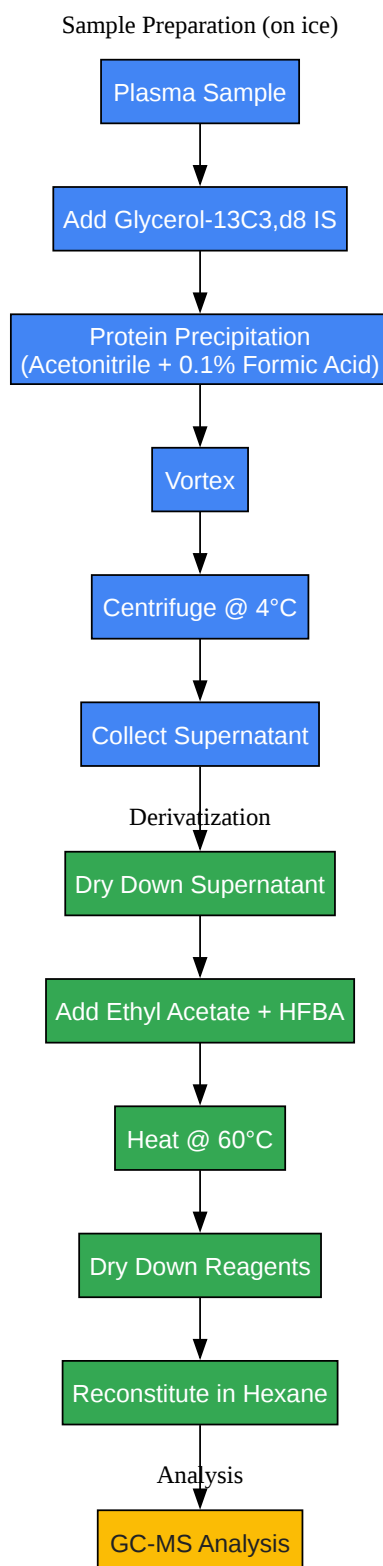 Sample Preparation (on ice)
Plasma Sample
Add Glycerol-13C3,d8 IS
Protein Precipitation
(Acetonitrile + 0.1% Formic Acid)
Vortex
Centrifuge @ 4°C
Collect Supernatant
Derivatization
Dry Down Supernatant
Add Ethyl Acetate + HFBA
Heat @ 60°C
Dry Down Reagents
Reconstitute in Hexane
Analysis
GC-MS Analysis